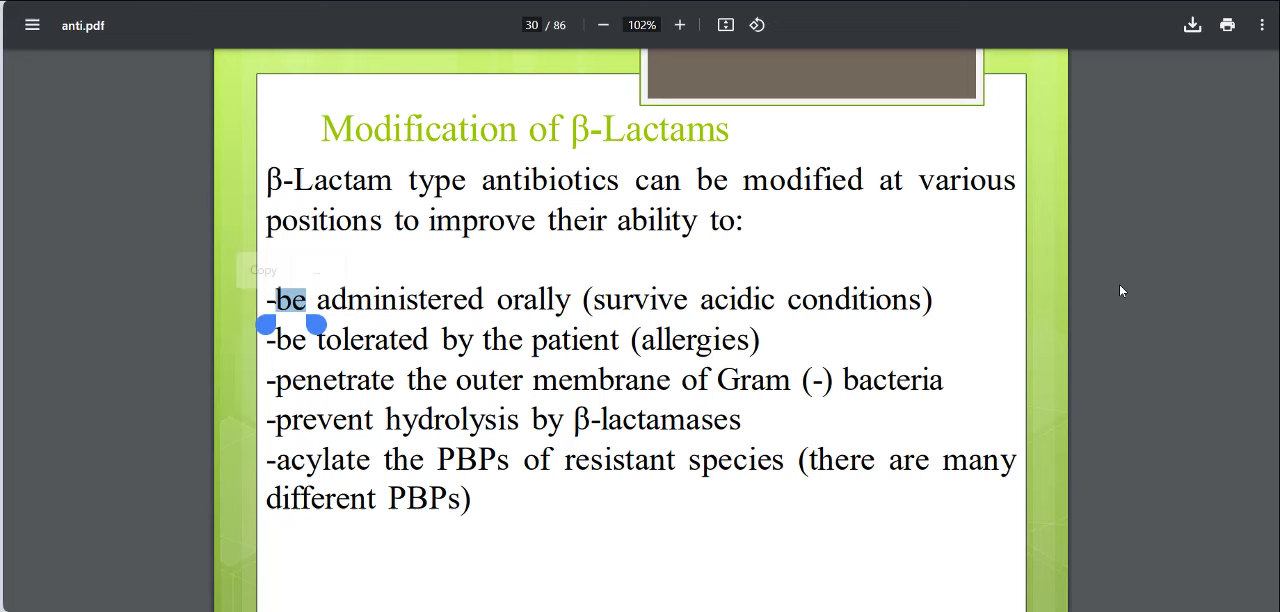 anti.pdf
30 / 86
102%
Modification of β-Lactams
β-Lactam type antibiotics can be modified at various
positions to improve their ability to:
Copy ...
-be administered orally (survive acidic conditions)
-be tolerated by the patient (allergies)
-penetrate the outer membrane of Gram (-) bacteria
-prevent hydrolysis by β-lactamases
-acylate the PBPs of resistant species (there are many
different PBPs)